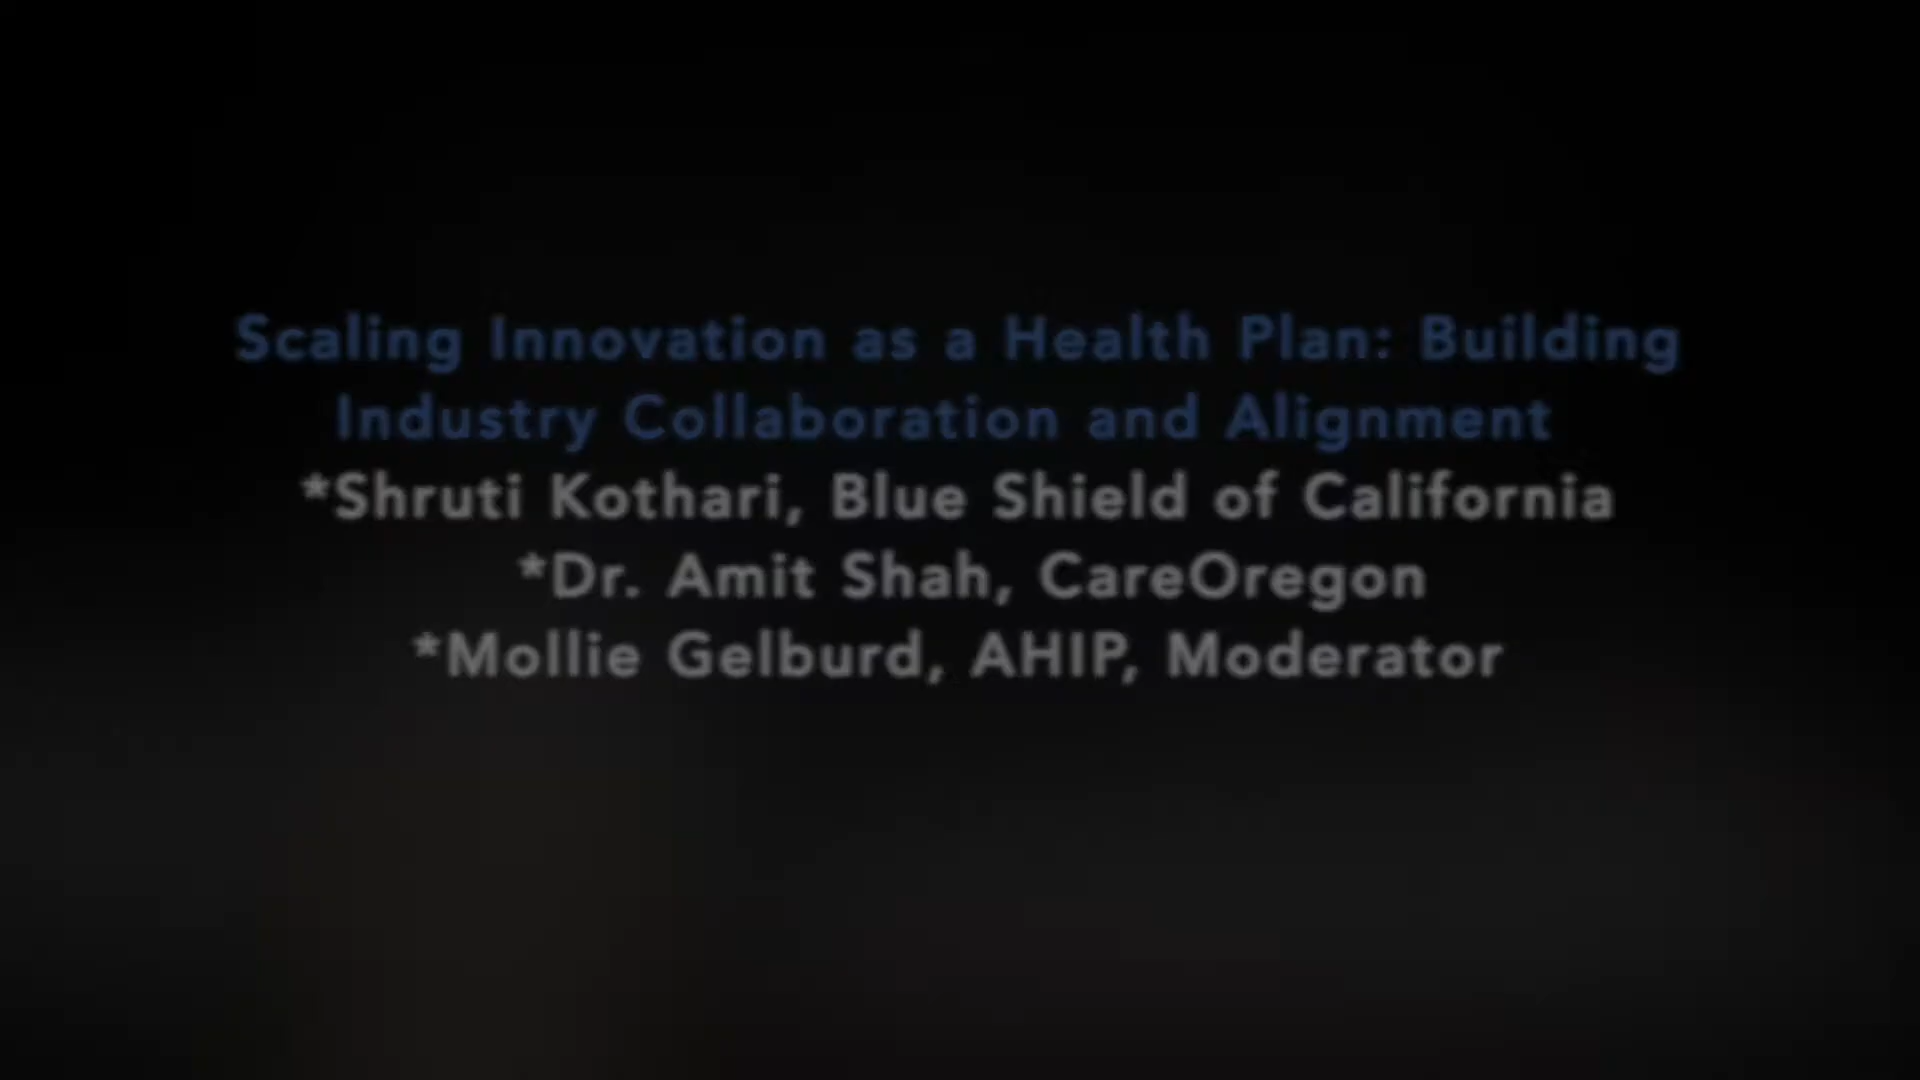 Scaling Innovation as a Health Plan: Building
Industry Collaboration and Alignment
*Shruti Kothari, Blue Shield of California
*Dr. Amit Shah, CareOregon
*Mollie Gelburd, AHIP, Moderator